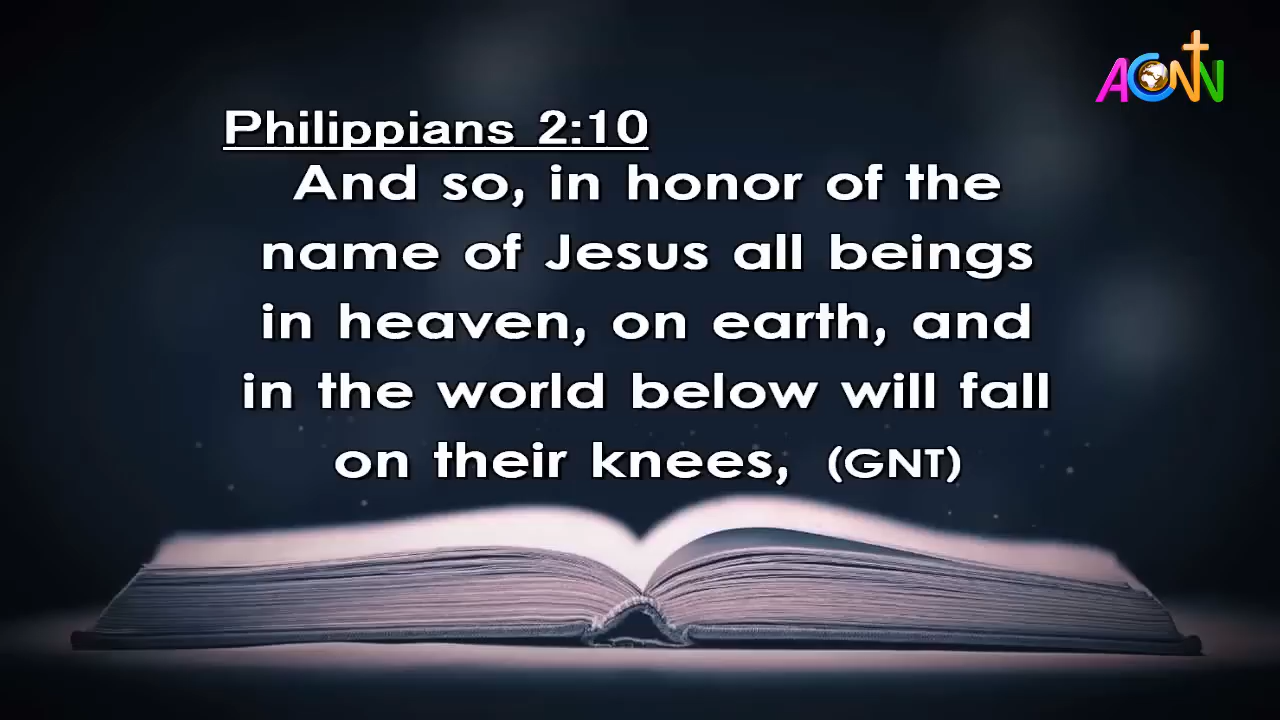 ACNN
Philippians 2:10
And so, in honor of the
name of Jesus all beings
in heaven, on earth, and
in the world below will fall
on their knees, (GNT)